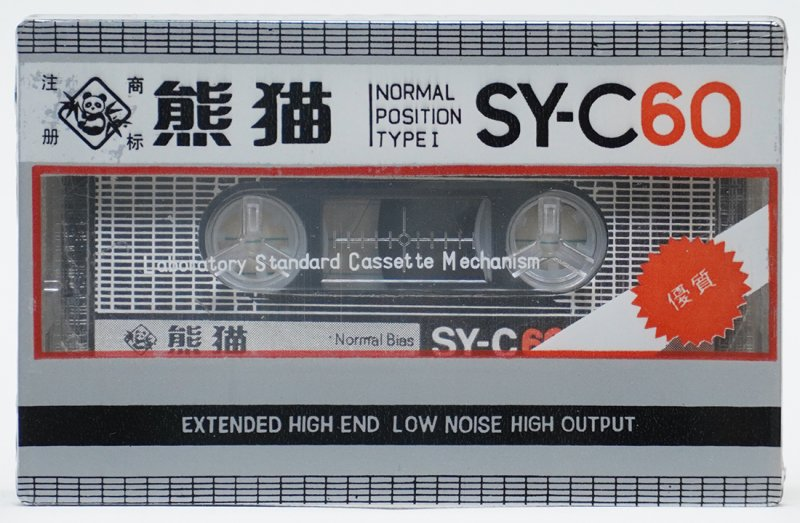 注册
商标
熊猫
NORMAL
POSITION
TYPE I
SY-C60
Laboratory Standard Cassette Mechanism
優質
熊猫
Normal Bias
SY-C60
EXTENDED HIGH END LOW NOISE HIGH OUTPUT